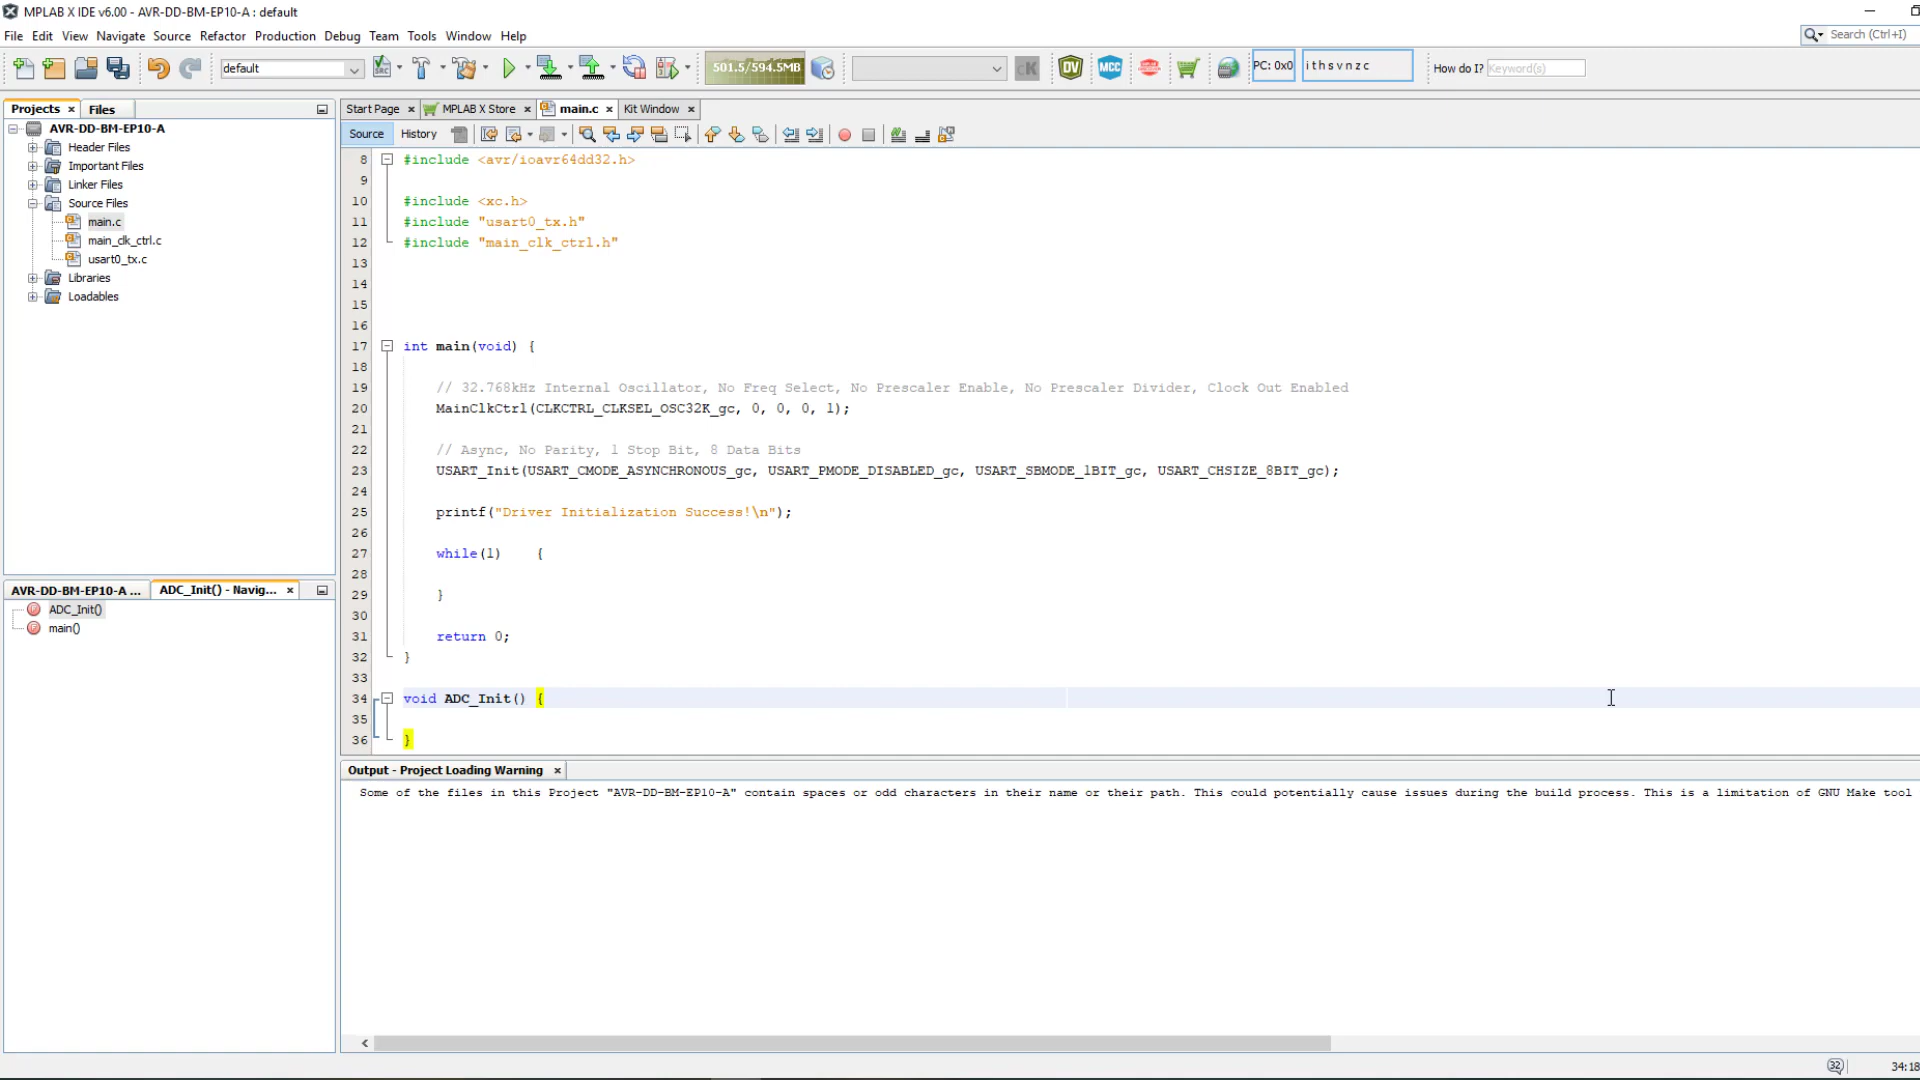 MPLAB X IDE v6.00 - AVR-DD-BM-EP10-A : default
File Edit View Navigate Source Refactor Production Debug Team Tools Window Help
Search (Ctrl+I)
default
501.5/594.5MB
PC: 0x0
i t h s v n z c
How do I? Keyword(s)
Projects Files
AVR-DD-BM-EP10-A
Header Files
Important Files
Linker Files
Source Files
main.c
main_clk_ctrl.c
usart0_tx.c
Libraries
Loadables
AVR-DD-BM-EP10-A ... ADC_Init() - Navig...
ADC_Init()
main()
Start Page MPLAB X Store main.c Kit Window
Source History
8 #include <avr/ioavr64dd32.h>
9
10 #include <xc.h>
11 #include "usart0_tx.h"
12 #include "main_clk_ctrl.h"
13
14
15
16
17 int main(void) {
18
19 // 32.768kHz Internal Oscillator, No Freq Select, No Prescaler Enable, No Prescaler Divider, Clock Out Enabled
20 MainClkCtrl(CLKCTRL_CLKSEL_OSC32K_gc, 0, 0, 0, 1);
21
22 // Async, No Parity, 1 Stop Bit, 8 Data Bits
23 USART_Init(USART_CMODE_ASYNCHRONOUS_gc, USART_PMODE_DISABLED_gc, USART_SBMODE_1BIT_gc, USART_CHSIZE_8BIT_gc);
24
25 printf("Driver Initialization Success!\n");
26
27 while(1) {
28
29 }
30
31 return 0;
32 }
33
34 void ADC_Init() {
35
36 }
Output - Project Loading Warning
Some of the files in this Project "AVR-DD-BM-EP10-A" contain spaces or odd characters in their name or their path. This could potentially cause issues during the build process. This is a limitation of GNU Make tool
32
34:18